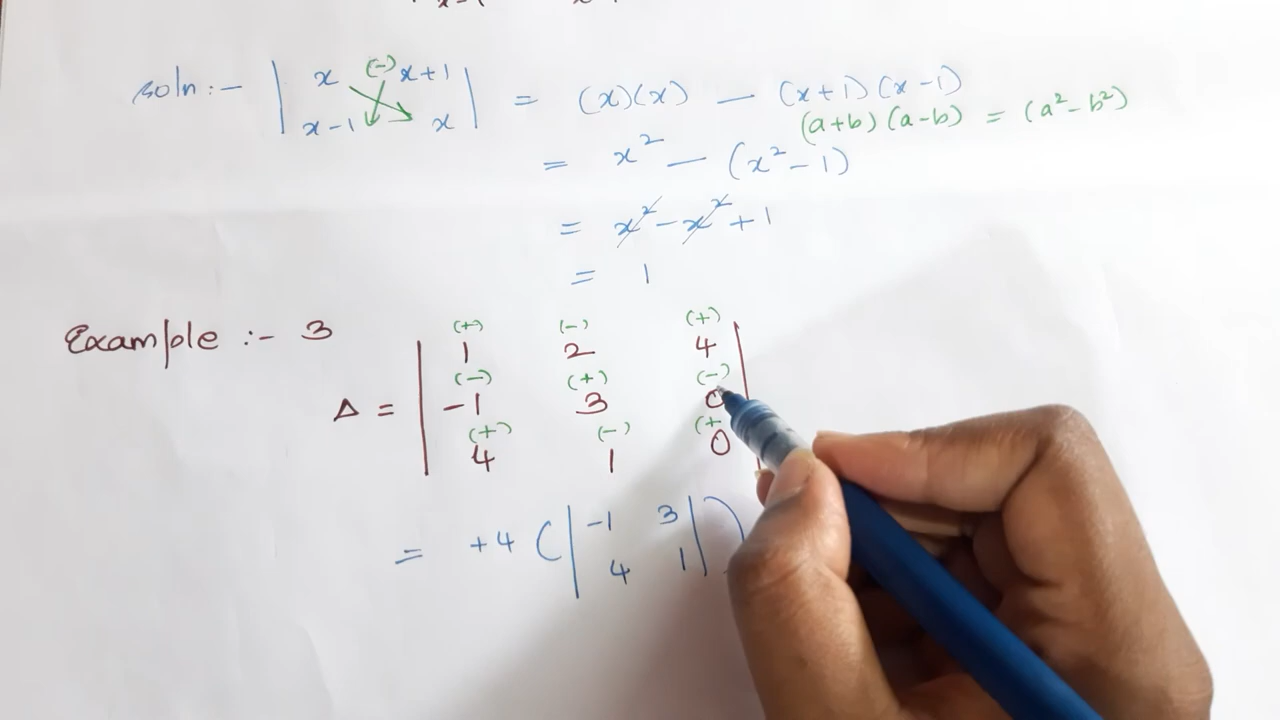 soln :- | x (-) x+1 | = (x)(x) — (x+1)(x-1)
| x-1 x | (a+b)(a-b) = (a²-b²)
= x² — (x²-1)
= x² - x² + 1
= 1
Example :- 3
(+) (-) (+)
1 2 4
(-) (+) (-)
Δ = | -1 3 0 |
(+) (-) (+
4 1 0
= +4 ( | -1 3 | )
4 1